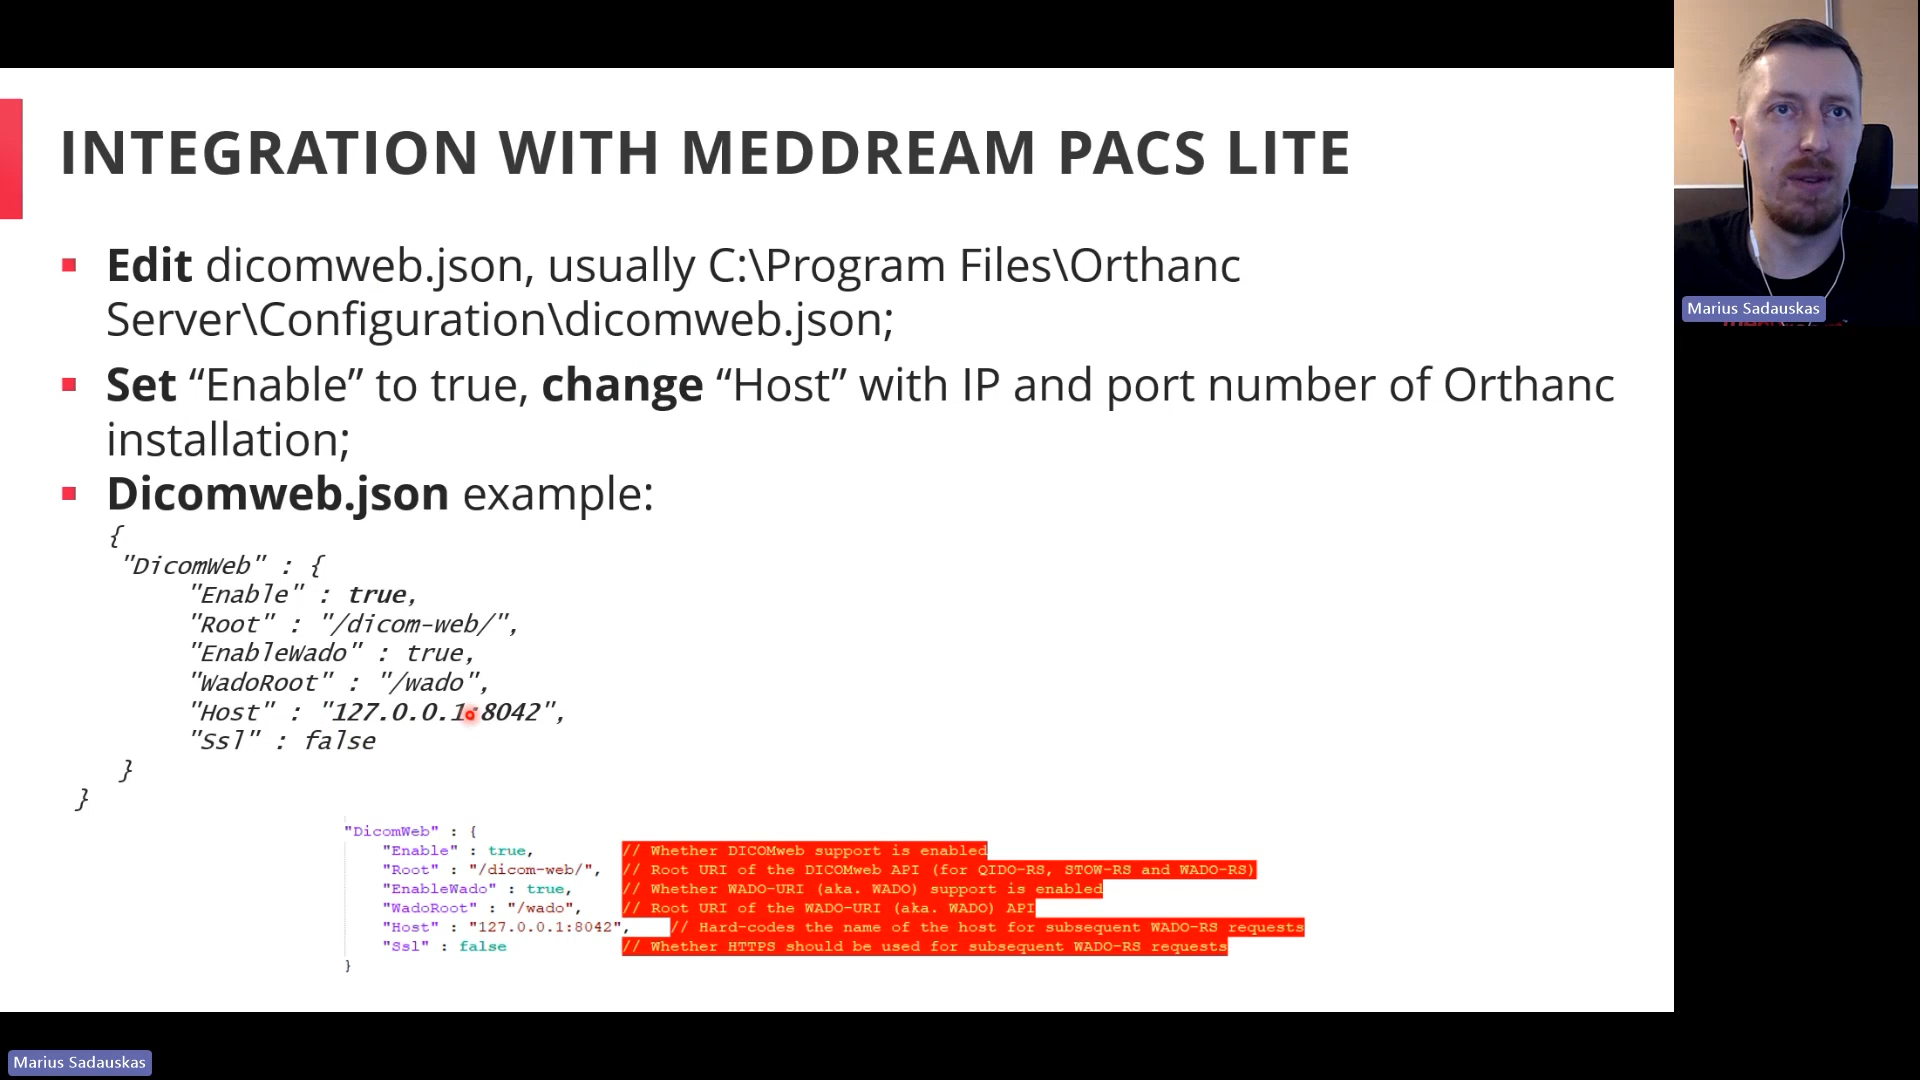 INTEGRATION WITH MEDDREAM PACS LITE
Edit dicomweb.json, usually C:\Program Files\Orthanc
Server\Configuration\dicomweb.json;
Set “Enable” to true, change “Host” with IP and port number of Orthanc
installation;
Dicomweb.json example:
{
"DicomWeb" : {
"Enable" : true,
"Root" : "/dicom-web/",
"EnableWado" : true,
"WadoRoot" : "/wado",
"Host" : "127.0.0.1:8042",
"Ssl" : false
}
}
"DicomWeb" : {
"Enable" : true, // Whether DICOMweb support is enabled
"Root" : "/dicom-web/", // Root URI of the DICOMweb API (for QIDO-RS, STOW-RS and WADO-RS)
"EnableWado" : true, // Whether WADO-URI (aka. WADO) support is enabled
"WadoRoot" : "/wado", // Root URI of the WADO-URI (aka. WADO) API
"Host" : "127.0.0.1:8042", // Hard-codes the name of the host for subsequent WADO-RS requests
"Ssl" : false // Whether HTTPS should be used for subsequent WADO-RS requests
}
Marius Sadauskas
Marius Sadauskas